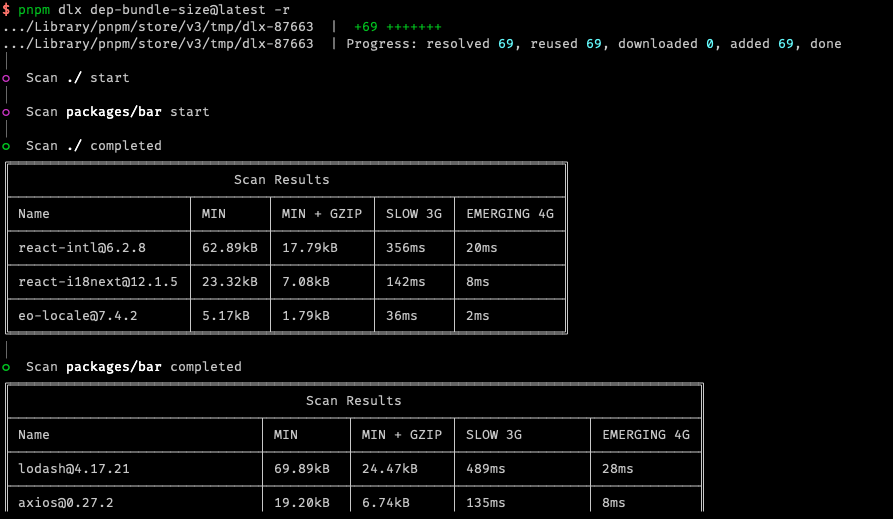 $ pnpm dlx dep-bundle-size@latest -r
.../Library/pnpm/store/v3/tmp/dlx-87663 | +69 +++++++
.../Library/pnpm/store/v3/tmp/dlx-87663 | Progress: resolved 69, reused 69, downloaded 0, added 69, done
Scan ./ start
Scan packages/bar start
Scan ./ completed
Scan Results
Name MIN MIN + GZIP SLOW 3G EMERGING 4G
react-intl@6.2.8 62.89kB 17.79kB 356ms 20ms
react-i18next@12.1.5 23.32kB 7.08kB 142ms 8ms
eo-locale@7.4.2 5.17kB 1.79kB 36ms 2ms
Scan packages/bar completed
Scan Results
Name MIN MIN + GZIP SLOW 3G EMERGING 4G
lodash@4.17.21 69.89kB 24.47kB 489ms 28ms
axios@0.27.2 19.20kB 6.74kB 135ms 8ms